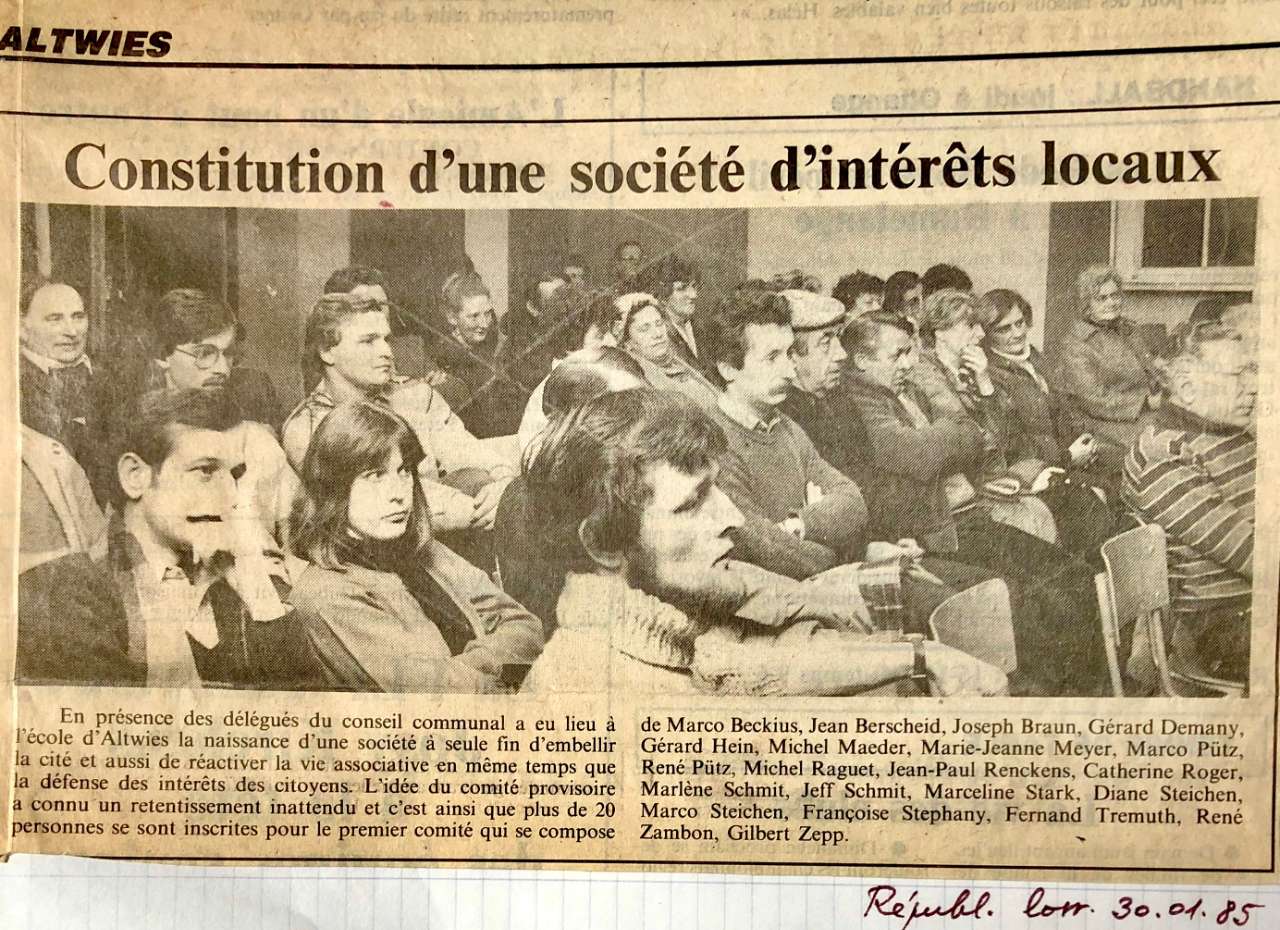 ALTWIES
HANDBALL... jeudi à Ottange
Constitution d'une société d'intérêts locaux
En présence des délégués du conseil communal a eu lieu à
l'école d'Altwies la naissance d'une société à seule fin d'embellir
la cité et aussi de réactiver la vie associative en même temps que
la défense des intérêts des citoyens. L'idée du comité provisoire
a connu un retentissement inattendu et c'est ainsi que plus de 20
personnes se sont inscrites pour le premier comité qui se compose
de Marco Beckius, Jean Berscheid, Joseph Braun, Gérard Demany,
Gérard Hein, Michel Maeder, Marie-Jeanne Meyer, Marco Pütz,
René Pütz, Michel Raguet, Jean-Paul Renckens, Catherine Roger,
Marlène Schmit, Jeff Schmit, Marceline Stark, Diane Steichen,
Marco Steichen, Françoise Stephany, Fernand Tremuth, René
Zambon, Gilbert Zepp.
Républ. lorr. 30.01.85